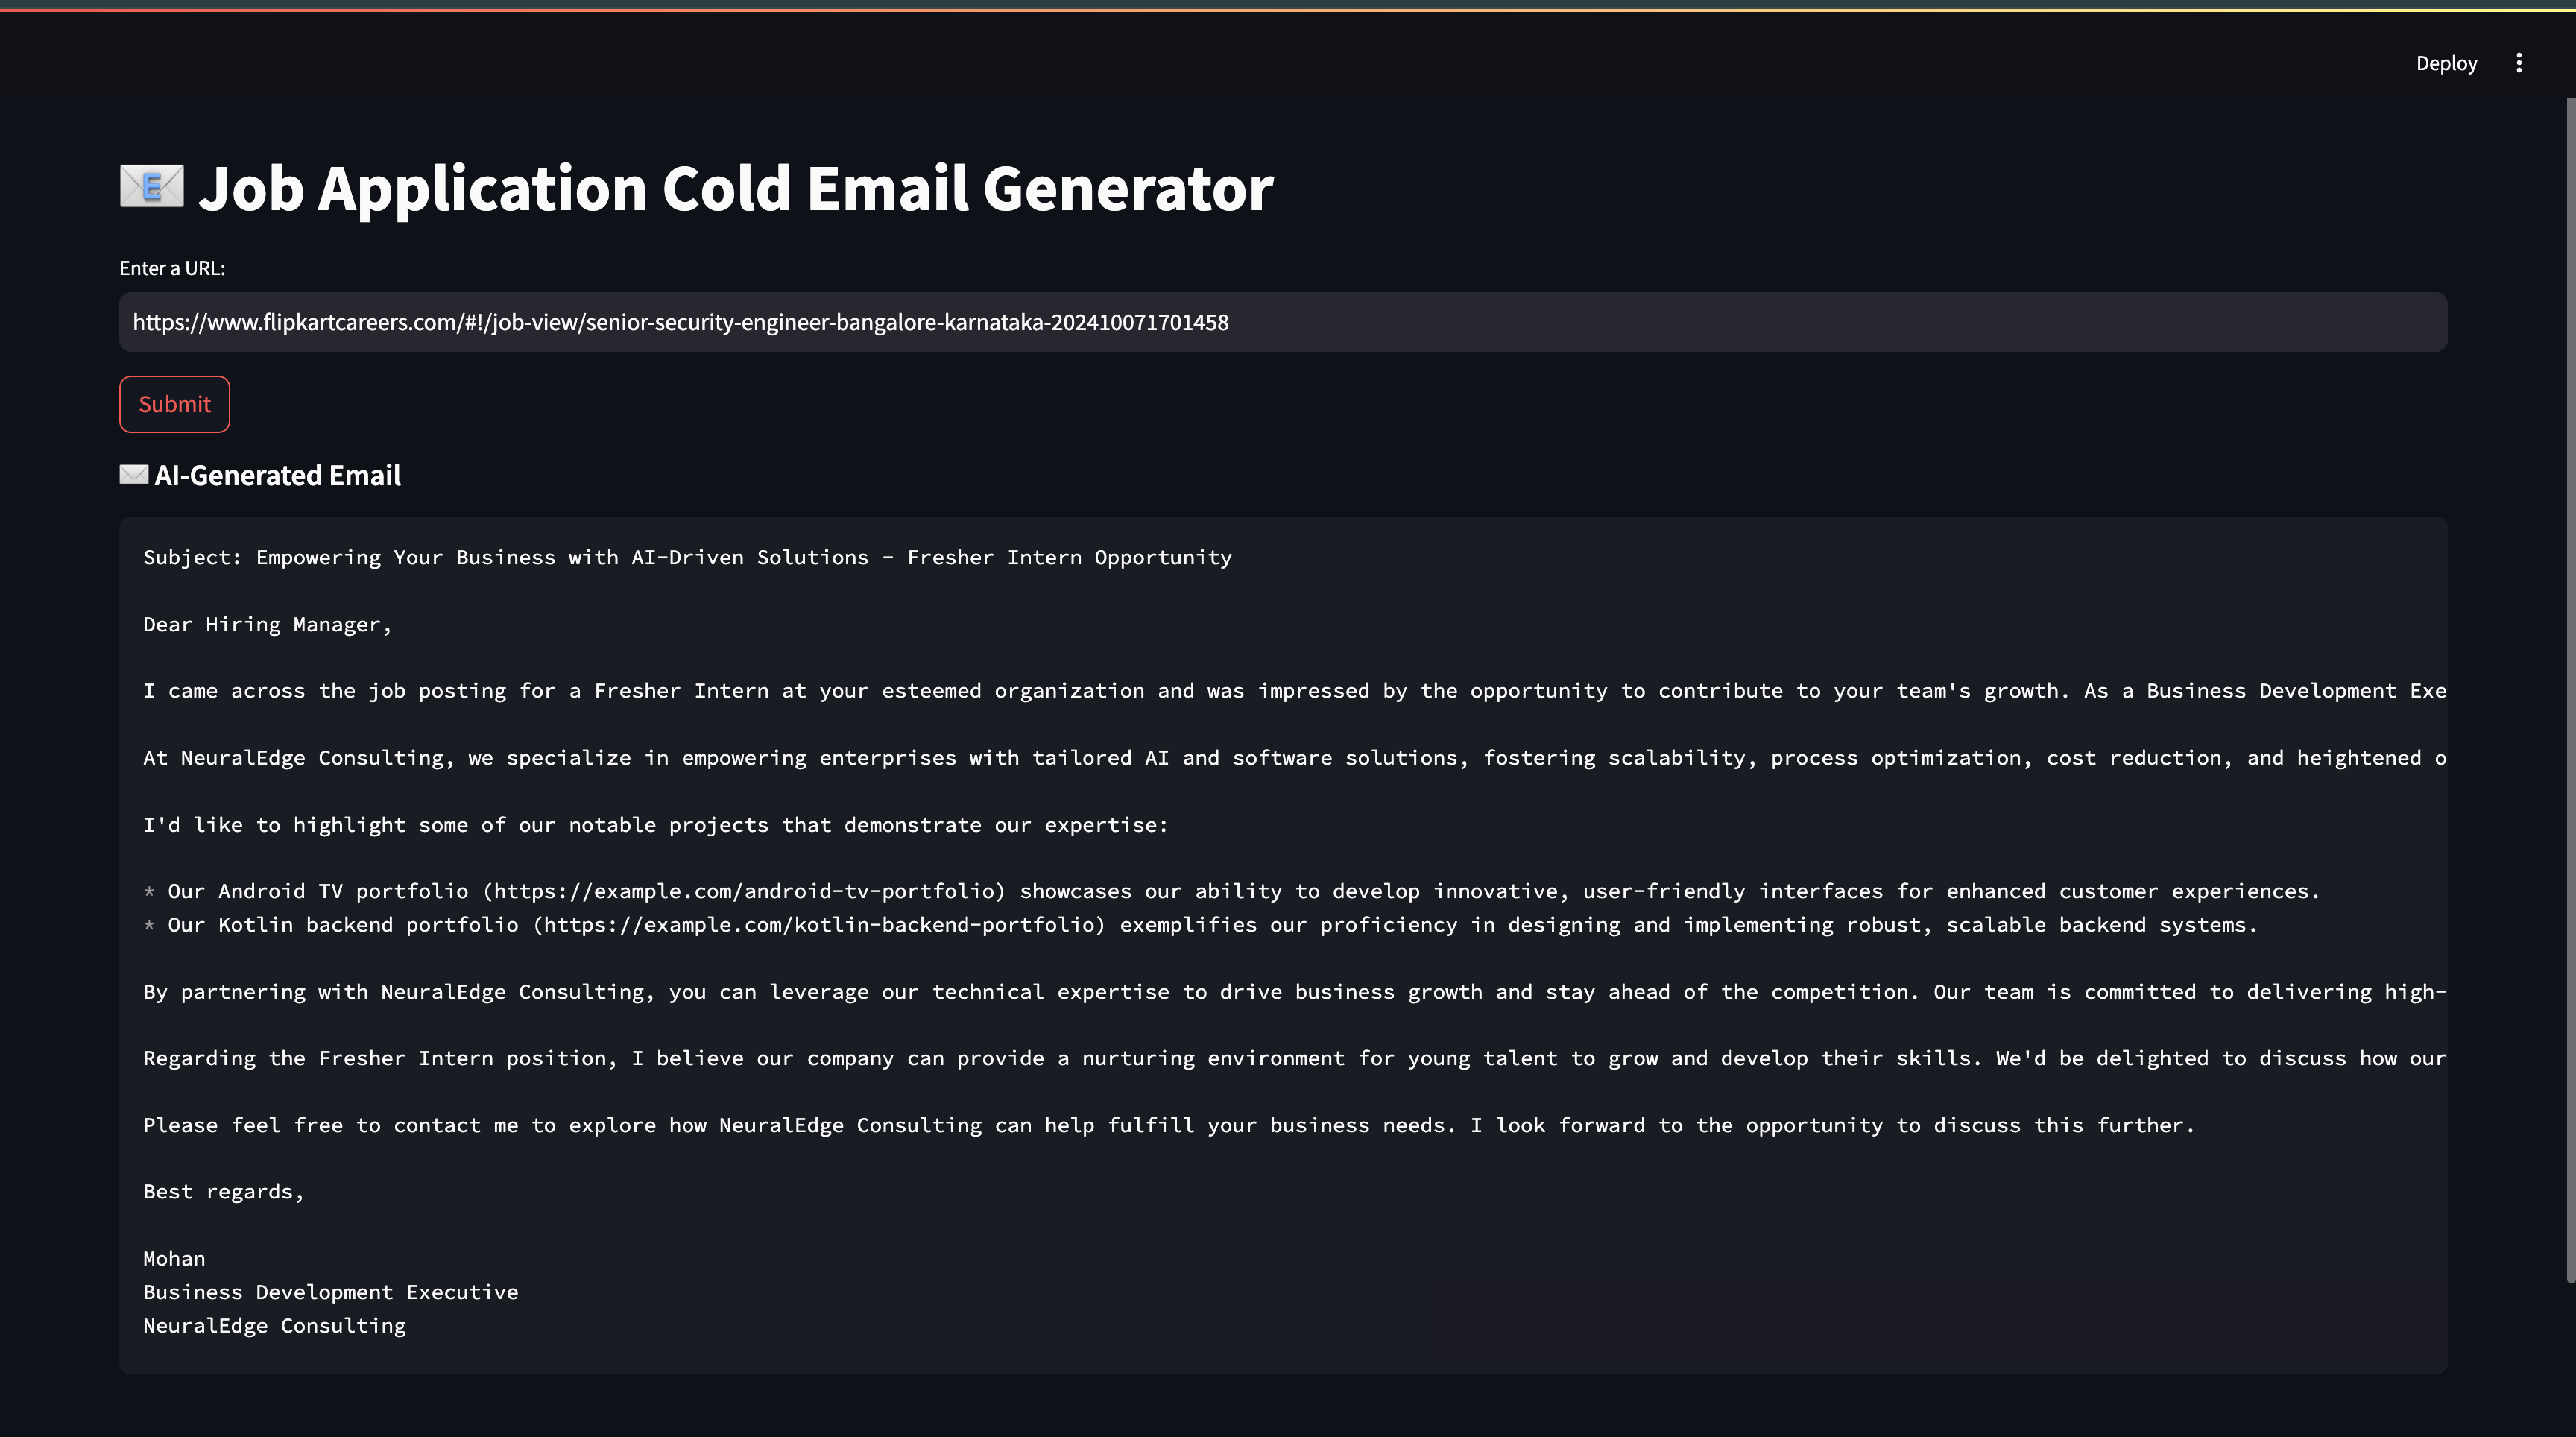 Deploy
Job Application Cold Email Generator
Enter a URL:
https://www.flipkartcareers.com/#!/job-view/senior-security-engineer-bangalore-karnataka-202410071701458
Submit
AI-Generated Email
Subject: Empowering Your Business with AI-Driven Solutions - Fresher Intern Opportunity
Dear Hiring Manager,
I came across the job posting for a Fresher Intern at your esteemed organization and was impressed by the opportunity to contribute to your team's growth. As a Business Development Exe
At NeuralEdge Consulting, we specialize in empowering enterprises with tailored AI and software solutions, fostering scalability, process optimization, cost reduction, and heightened o
I'd like to highlight some of our notable projects that demonstrate our expertise:
* Our Android TV portfolio (https://example.com/android-tv-portfolio) showcases our ability to develop innovative, user-friendly interfaces for enhanced customer experiences.
* Our Kotlin backend portfolio (https://example.com/kotlin-backend-portfolio) exemplifies our proficiency in designing and implementing robust, scalable backend systems.
By partnering with NeuralEdge Consulting, you can leverage our technical expertise to drive business growth and stay ahead of the competition. Our team is committed to delivering high-
Regarding the Fresher Intern position, I believe our company can provide a nurturing environment for young talent to grow and develop their skills. We'd be delighted to discuss how our
Please feel free to contact me to explore how NeuralEdge Consulting can help fulfill your business needs. I look forward to the opportunity to discuss this further.
Best regards,
Mohan
Business Development Executive
NeuralEdge Consulting